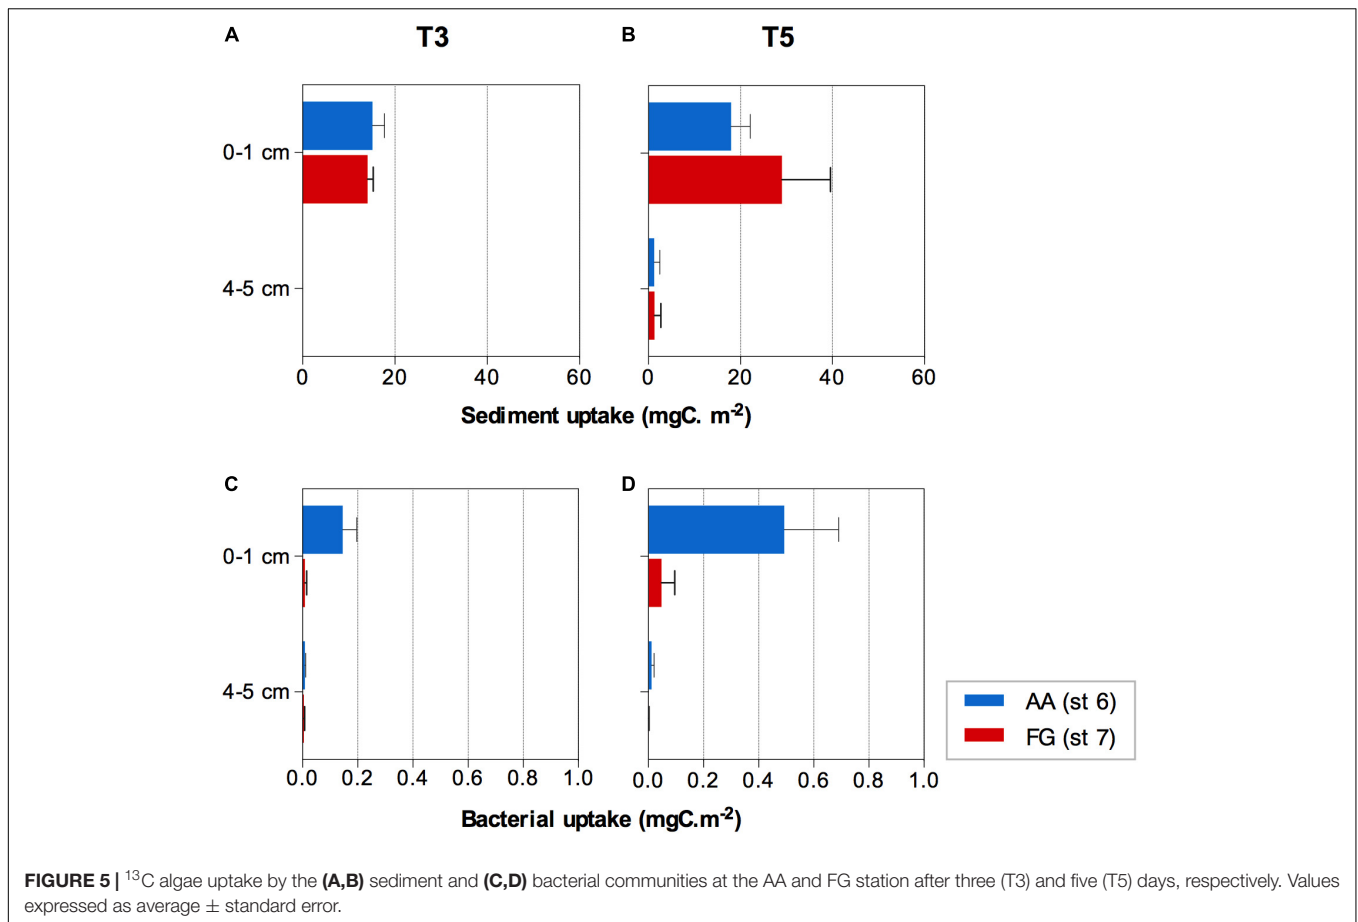 A
T3
B
T5
0-1 cm
4-5 cm
0 20 40 60
0 20 40 60
Sediment uptake (mgC. m-2)
C
D
0-1 cm
4-5 cm
0.0 0.2 0.4 0.6 0.8 1.0
0.0 0.2 0.4 0.6 0.8 1.0
AA (st 6)
FG (st 7)
Bacterial uptake (mgC.m-2)
FIGURE 5 | 13C algae uptake by the (A,B) sediment and (C,D) bacterial communities at the AA and FG station after three (T3) and five (T5) days, respectively. Values
expressed as average ± standard error.